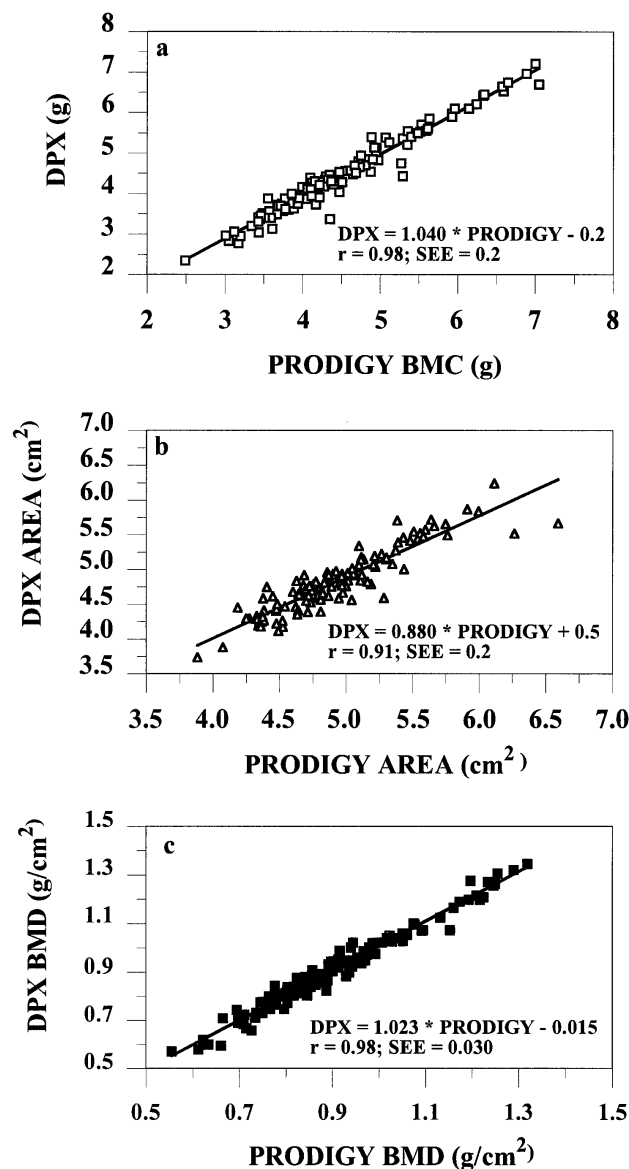 a
8
7
6
5
4
3
2
DPX (g)
DPX = 1.040 * PRODIGY - 0.2
r = 0.98; SEE = 0.2
2 3 4 5 6 7 8
PRODIGY BMC (g)
b
7.0
6.5
6.0
5.5
5.0
4.5
4.0
3.5
DPX AREA (cm²)
DPX = 0.880 * PRODIGY + 0.5
r = 0.91; SEE = 0.2
3.5 4.0 4.5 5.0 5.5 6.0 6.5 7.0
PRODIGY AREA (cm²)
c
1.5
1.3
1.1
0.9
0.7
0.5
DPX BMD (g/cm²)
DPX = 1.023 * PRODIGY - 0.015
r = 0.98; SEE = 0.030
0.5 0.7 0.9 1.1 1.3 1.5
PRODIGY BMD (g/cm²)